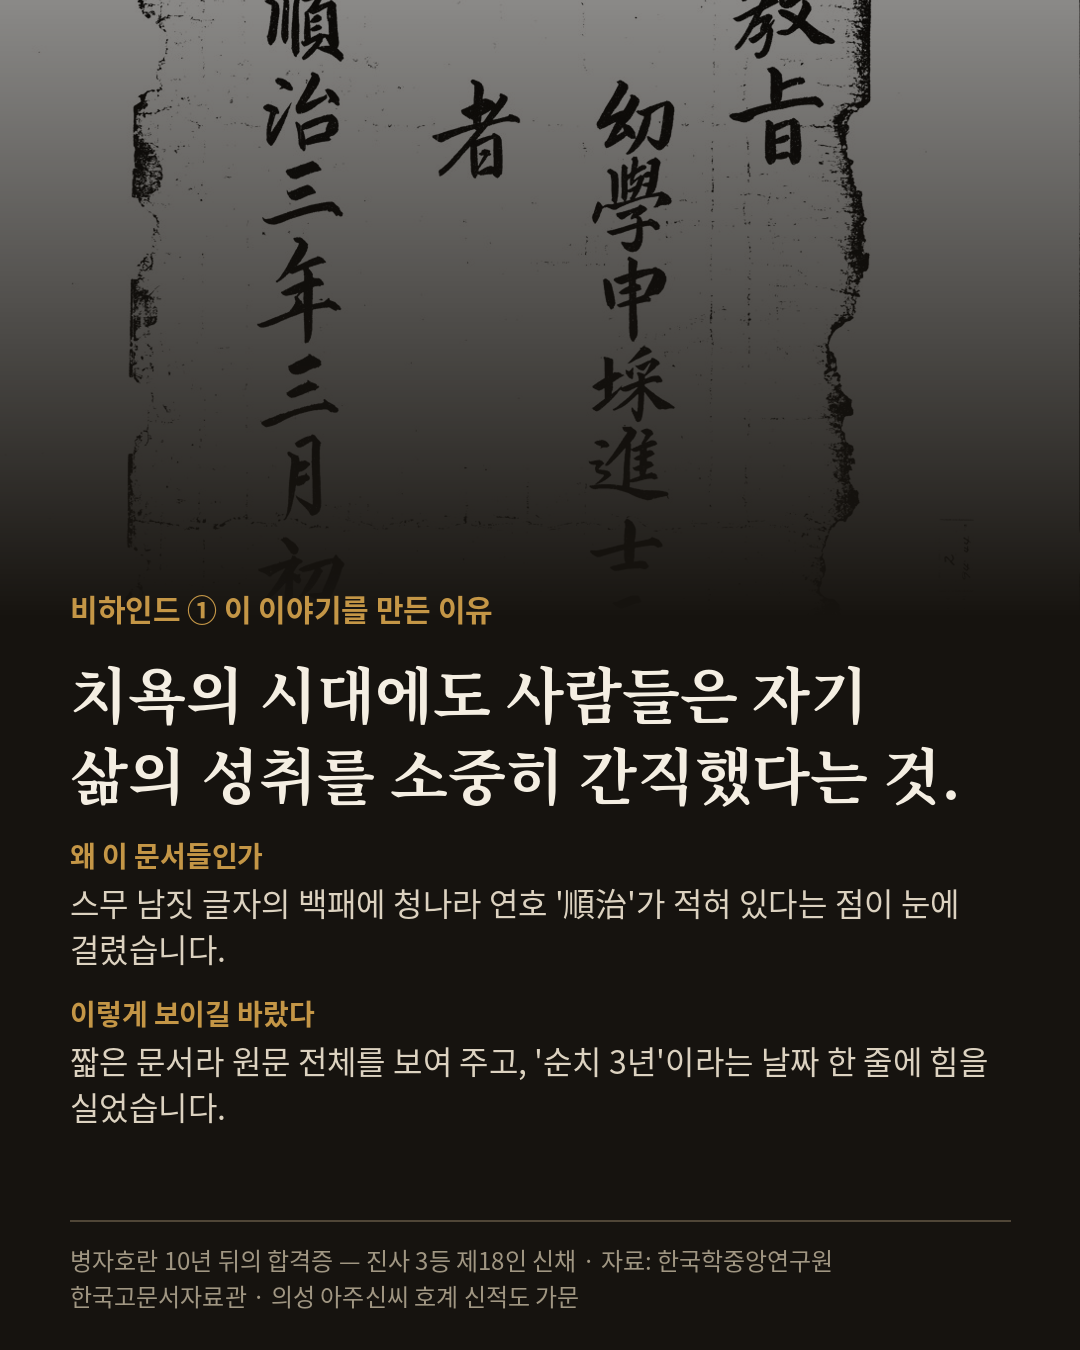 教旨
幼學申埰進士
者
順治三年三月初
비하인드 ① 이 이야기를 만든 이유
치욕의 시대에도 사람들은 자기
삶의 성취를 소중히 간직했다는 것.
왜 이 문서들인가
스무 남짓 글자의 백패에 청나라 연호 '順治'가 적혀 있다는 점이 눈에
걸렸습니다.
이렇게 보이길 바랐다
짧은 문서라 원문 전체를 보여 주고, '순치 3년'이라는 날짜 한 줄에 힘을
실었습니다.
병자호란 10년 뒤의 합격증 — 진사 3등 제18인 신채 · 자료: 한국학중앙연구원
한국고문서자료관 · 의성 아주신씨 호계 신적도 가문